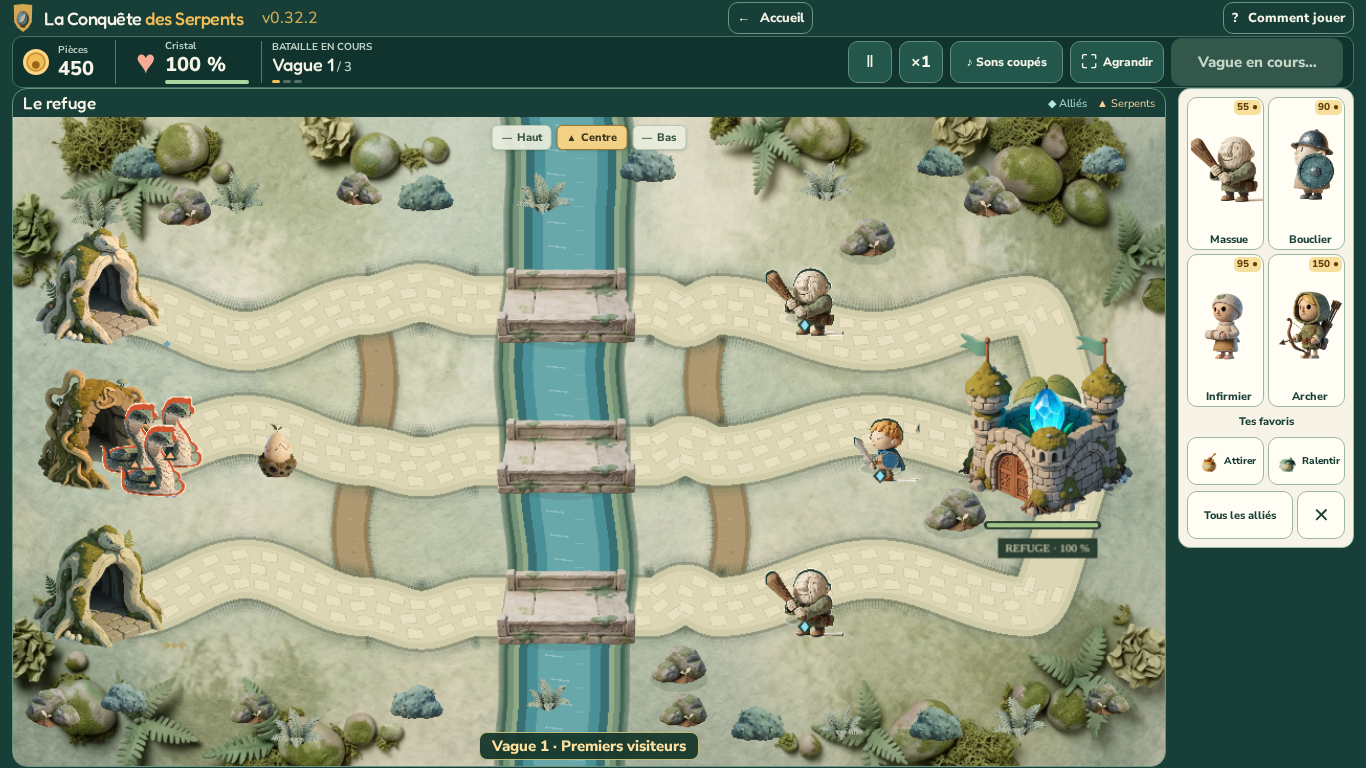 La Conquête des Serpents v0.32.2
← Accueil
? Comment jouer
Pièces
450
Cristal
100 %
BATAILLE EN COURS
Vague 1 / 3
×1
♪ Sons coupés
Agrandir
Vague en cours...
Le refuge
◆ Alliés ▲ Serpents
— Haut
▲ Centre
— Bas
REFUGE · 100 %
Vague 1 · Premiers visiteurs
55
Massue
90
Bouclier
95
Infirmier
150
Archer
Tes favoris
Attirer
Ralentir
Tous les alliés
✕